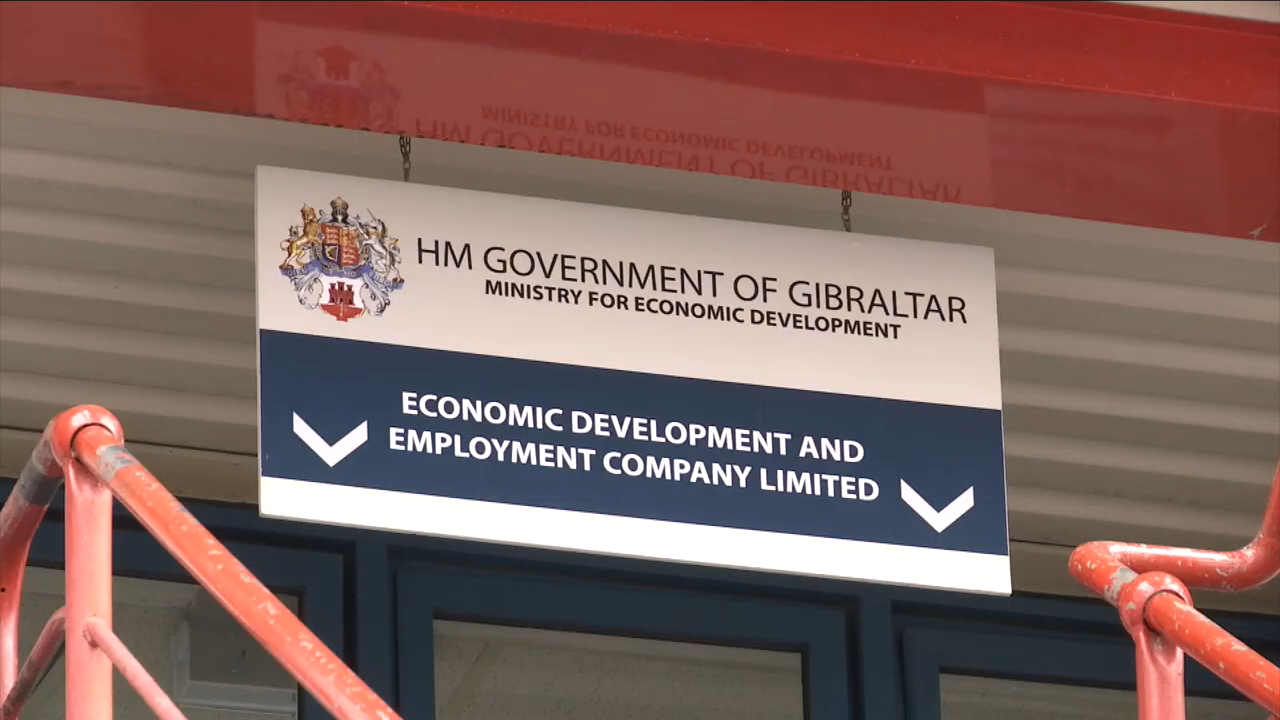 HM GOVERNMENT OF GIBRALTAR
MINISTRY FOR ECONOMIC DEVELOPMENT
ECONOMIC DEVELOPMENT AND
EMPLOYMENT COMPANY LIMITED